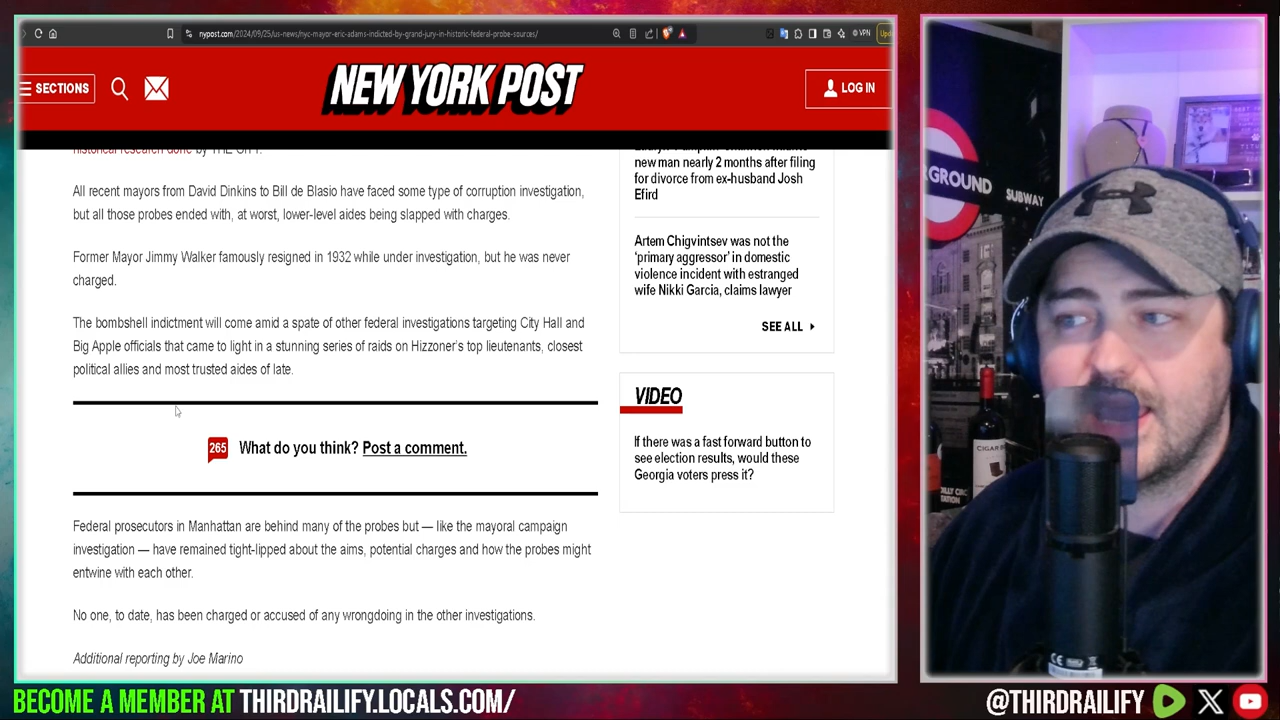 nypost.com/2024/09/25/us-news/nyc-mayor-eric-adams-indicted-by-grand-jury-in-historic-federal-probe-sources/
VPN
SECTIONS
NEW YORK POST
LOG IN
historical research done by THE CITY.
All recent mayors from David Dinkins to Bill de Blasio have faced some type of corruption investigation,
but all those probes ended with, at worst, lower-level aides being slapped with charges.
Former Mayor Jimmy Walker famously resigned in 1932 while under investigation, but he was never
charged.
The bombshell indictment will come amid a spate of other federal investigations targeting City Hall and
Big Apple officials that came to light in a stunning series of raids on Hizzoner's top lieutenants, closest
political allies and most trusted aides of late.
265 What do you think? Post a comment.
Federal prosecutors in Manhattan are behind many of the probes but — like the mayoral campaign
investigation — have remained tight-lipped about the aims, potential charges and how the probes might
entwine with each other.
No one, to date, has been charged or accused of any wrongdoing in the other investigations.
Additional reporting by Joe Marino
new man nearly 2 months after filing
for divorce from ex-husband Josh
Efird
Artem Chigvintsev was not the
'primary aggressor' in domestic
violence incident with estranged
wife Nikki Garcia, claims lawyer
SEE ALL
VIDEO
If there was a fast forward button to
see election results, would these
Georgia voters press it?
RGROUND
SUBWAY
CIGAR
BECOME A MEMBER AT THIRDRAILIFY.LOCALS.COM/
@THIRDRAILIFY